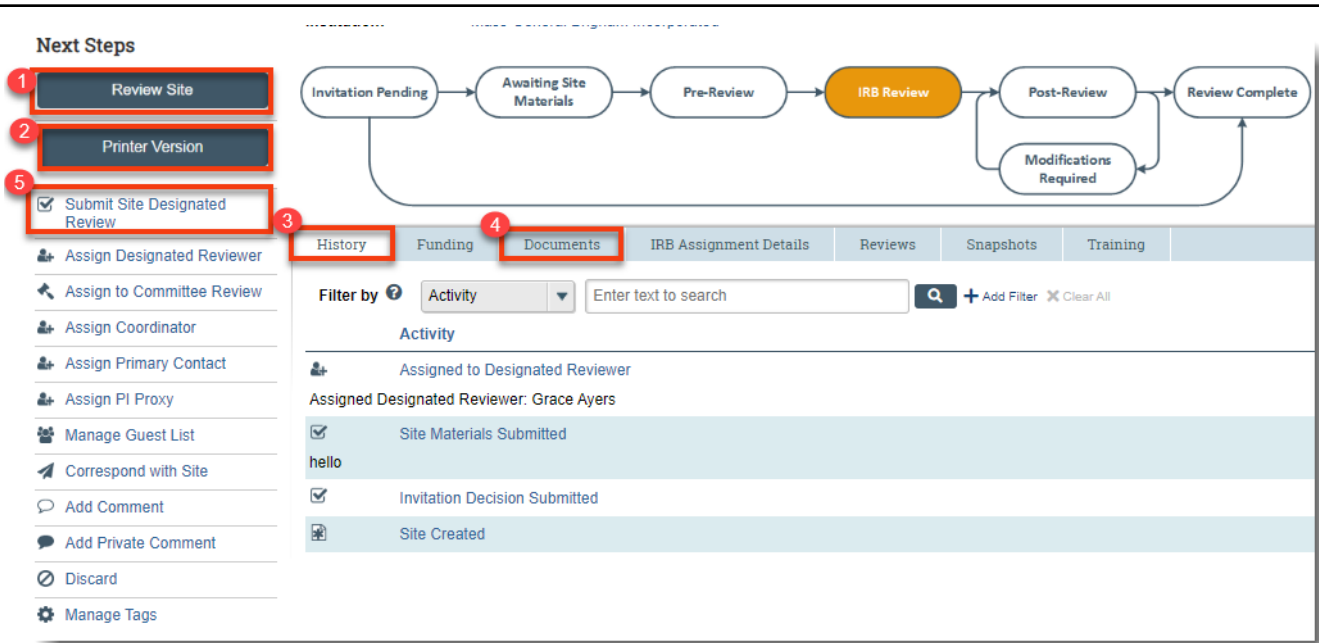 Next Steps
1
Review Site
2
Printer Version
5
Submit Site Designated
Review
Assign Designated Reviewer
Assign to Committee Review
Assign Coordinator
Assign Primary Contact
Assign PI Proxy
Manage Guest List
Correspond with Site
Add Comment
Add Private Comment
Discard
Manage Tags
Invitation Pending
Awaiting Site
Materials
Pre-Review
IRB Review
Post-Review
Review Complete
Modifications
Required
3
4
History Funding Documents IRB Assignment Details Reviews Snapshots Training
Filter by ? Activity Enter text to search Add Filter Clear All
Activity
Assigned to Designated Reviewer
Assigned Designated Reviewer: Grace Ayers
Site Materials Submitted
hello
Invitation Decision Submitted
Site Created